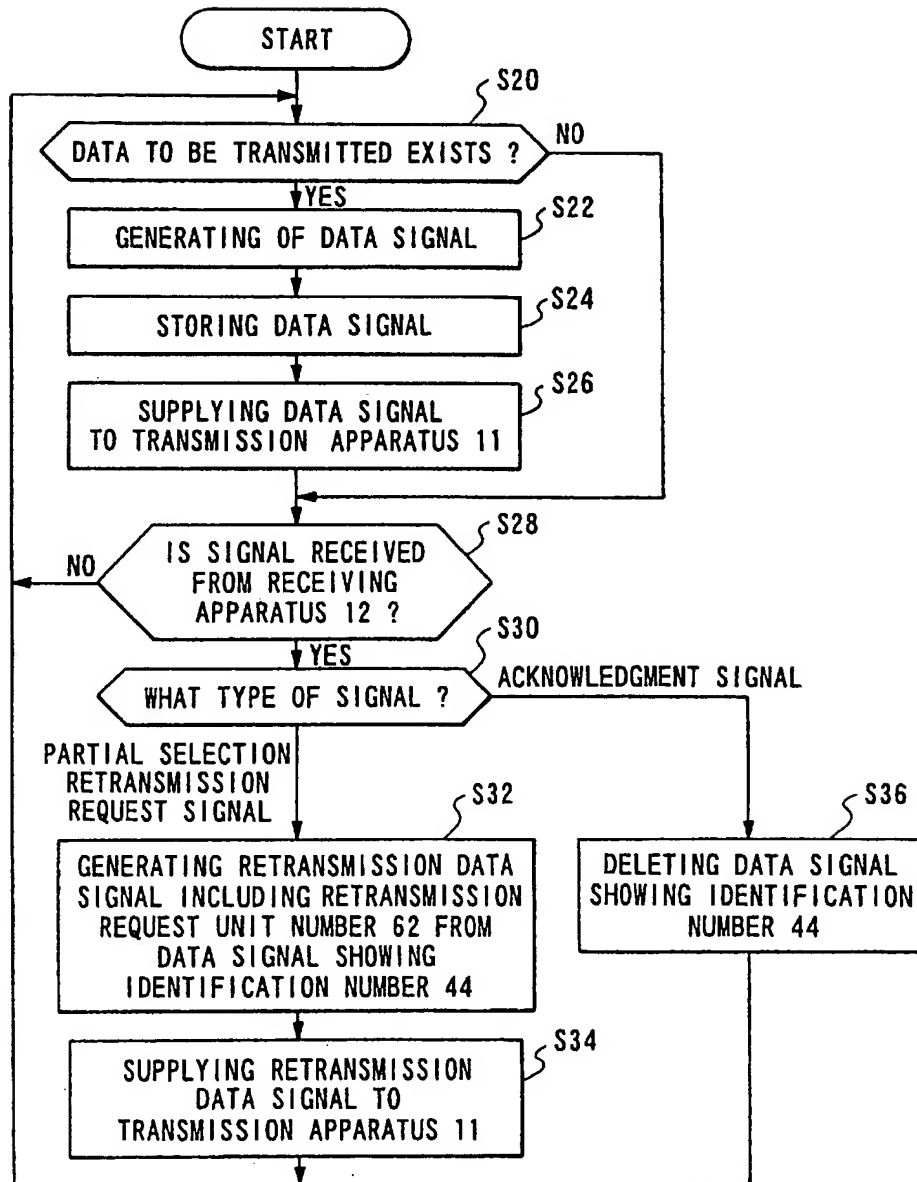 START
S20
DATA TO BE TRANSMITTED EXISTS ?
NO
YES
S22
GENERATING OF DATA SIGNAL
S24
STORING DATA SIGNAL
S26
SUPPLYING DATA SIGNAL
TO TRANSMISSION APPARATUS 11
S28
IS SIGNAL RECEIVED
FROM RECEIVING
APPARATUS 12 ?
NO
YES
S30
WHAT TYPE OF SIGNAL ?
ACKNOWLEDGMENT SIGNAL
PARTIAL SELECTION
RETRANSMISSION
REQUEST SIGNAL
S32
GENERATING RETRANSMISSION DATA
SIGNAL INCLUDING RETRANSMISSION
REQUEST UNIT NUMBER 62 FROM
DATA SIGNAL SHOWING
IDENTIFICATION NUMBER 44
S36
DELETING DATA SIGNAL
SHOWING IDENTIFICATION
NUMBER 44
S34
SUPPLYING RETRANSMISSION
DATA SIGNAL TO
TRANSMISSION APPARATUS 11